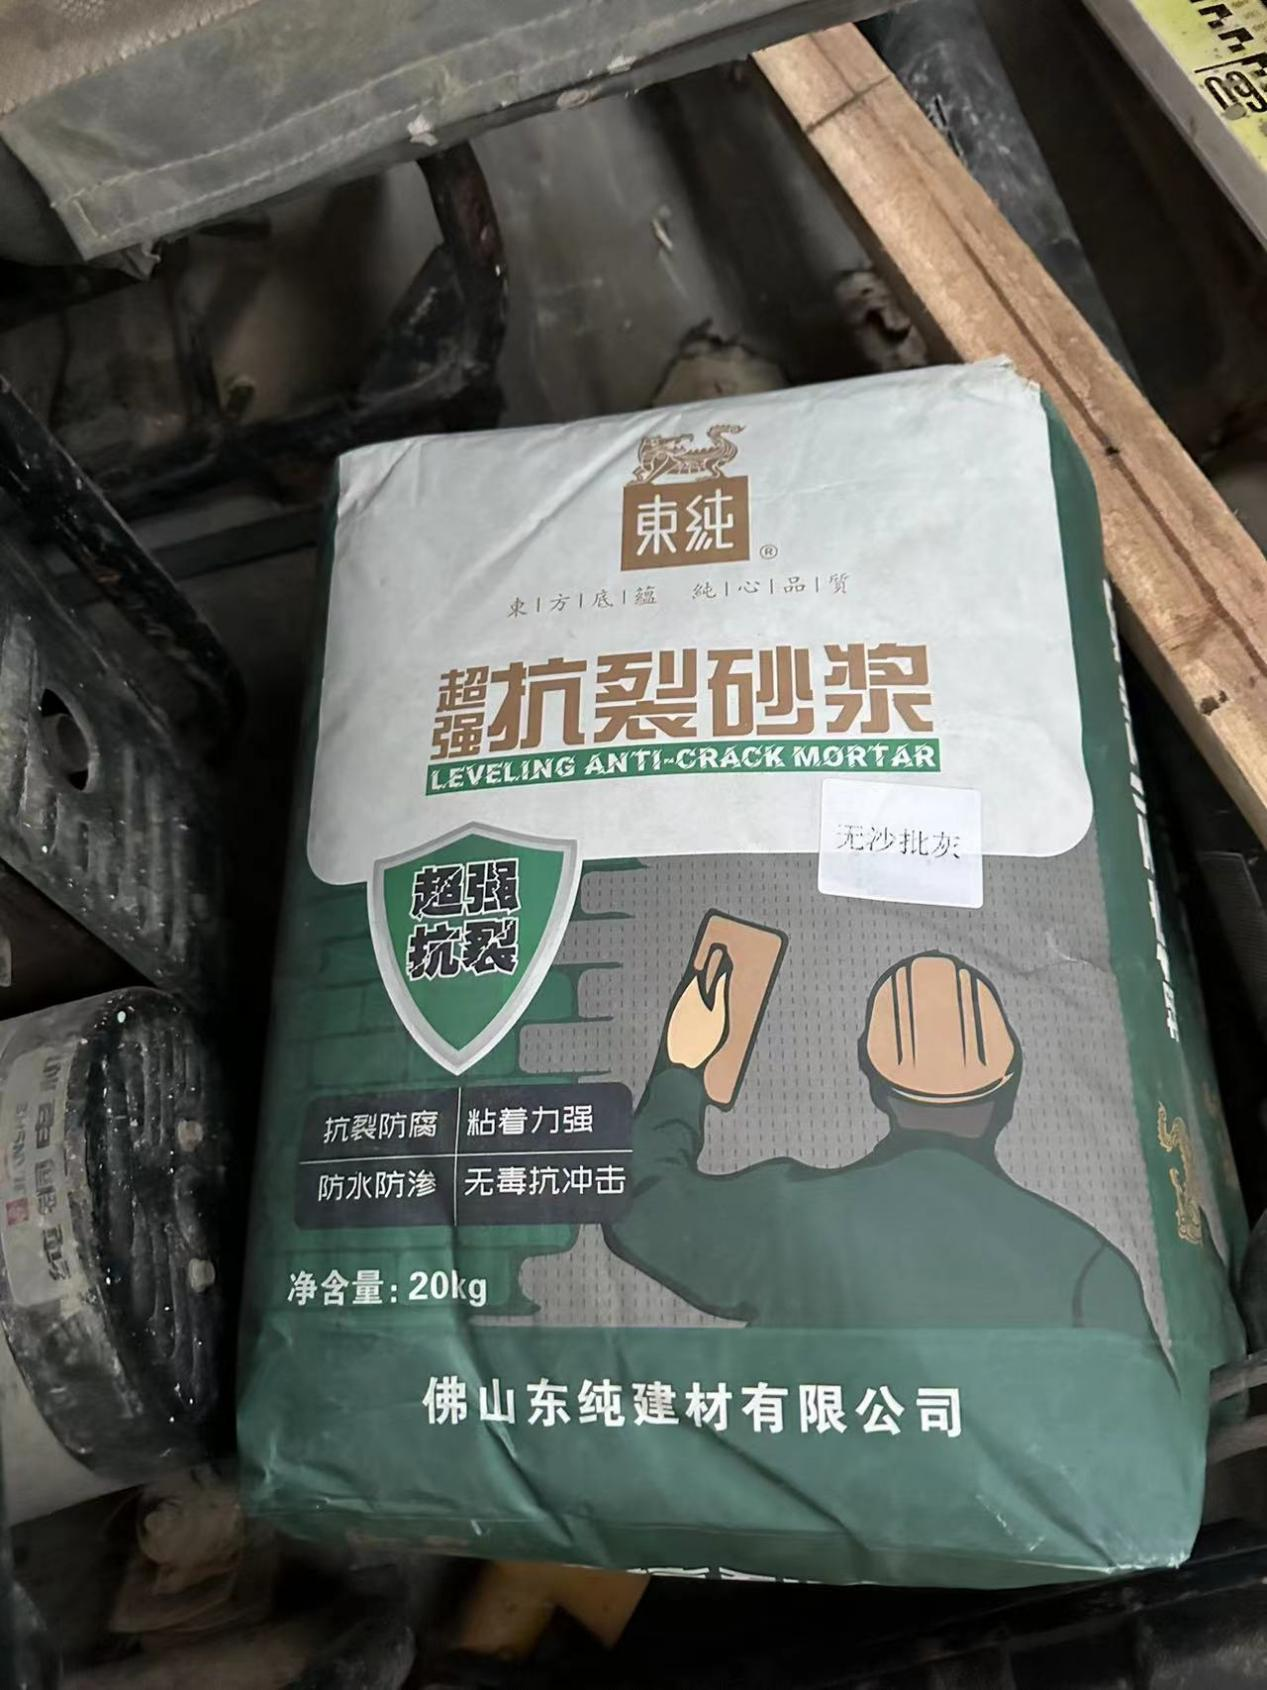 東純
®
東|方|底|蘊 純|心|品|質
超强抗裂砂浆
LEVELING ANTI-CRACK MORTAR
无沙批灰
超强
抗裂
抗裂防腐 粘着力强
防水防渗 无毒抗冲击
净含量: 20kg
佛山东纯建材有限公司